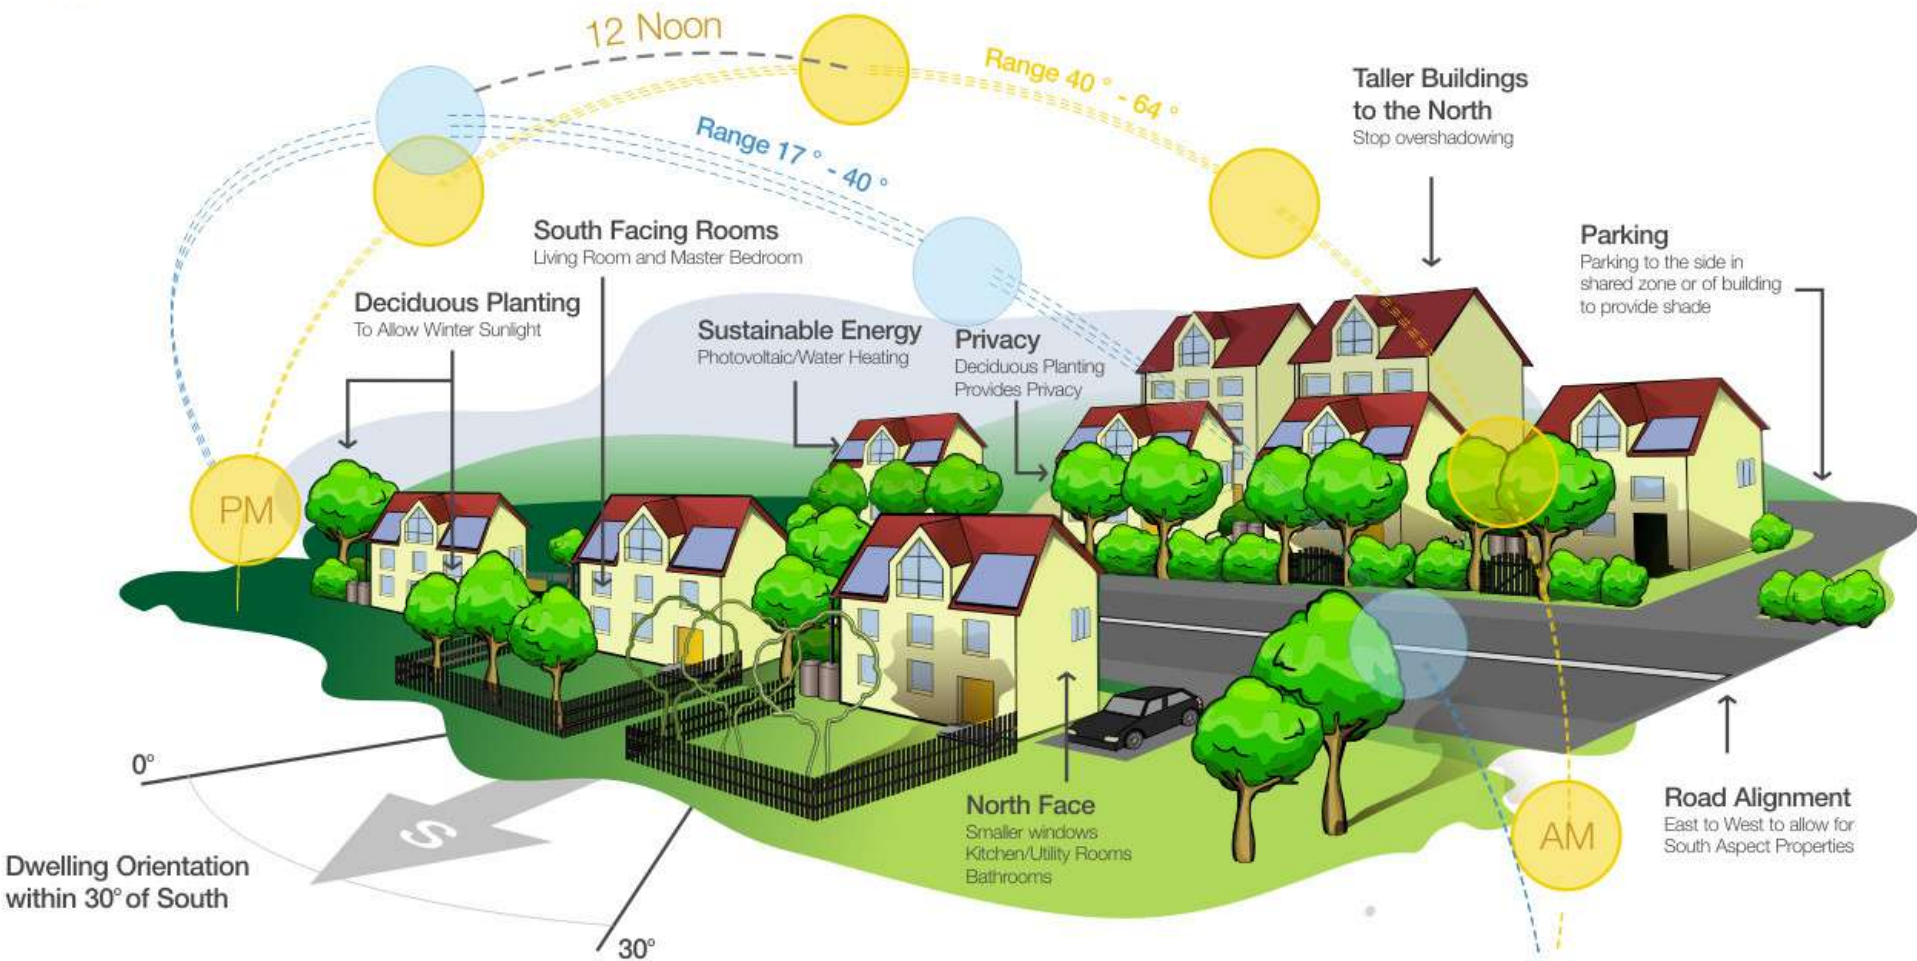 12 Noon
Range 40 ° - 64 °
Range 17 ° - 40 °
Taller Buildings
to the North
Stop overshadowing
Parking
Parking to the side in
shared zone or of building
to provide shade
South Facing Rooms
Living Room and Master Bedroom
Deciduous Planting
To Allow Winter Sunlight
Sustainable Energy
Photovoltaic/Water Heating
Privacy
Deciduous Planting
Provides Privacy
PM
0°
S
Dwelling Orientation
within 30° of South
30°
North Face
Smaller windows
Kitchen/Utility Rooms
Bathrooms
AM
Road Alignment
East to West to allow for
South Aspect Properties